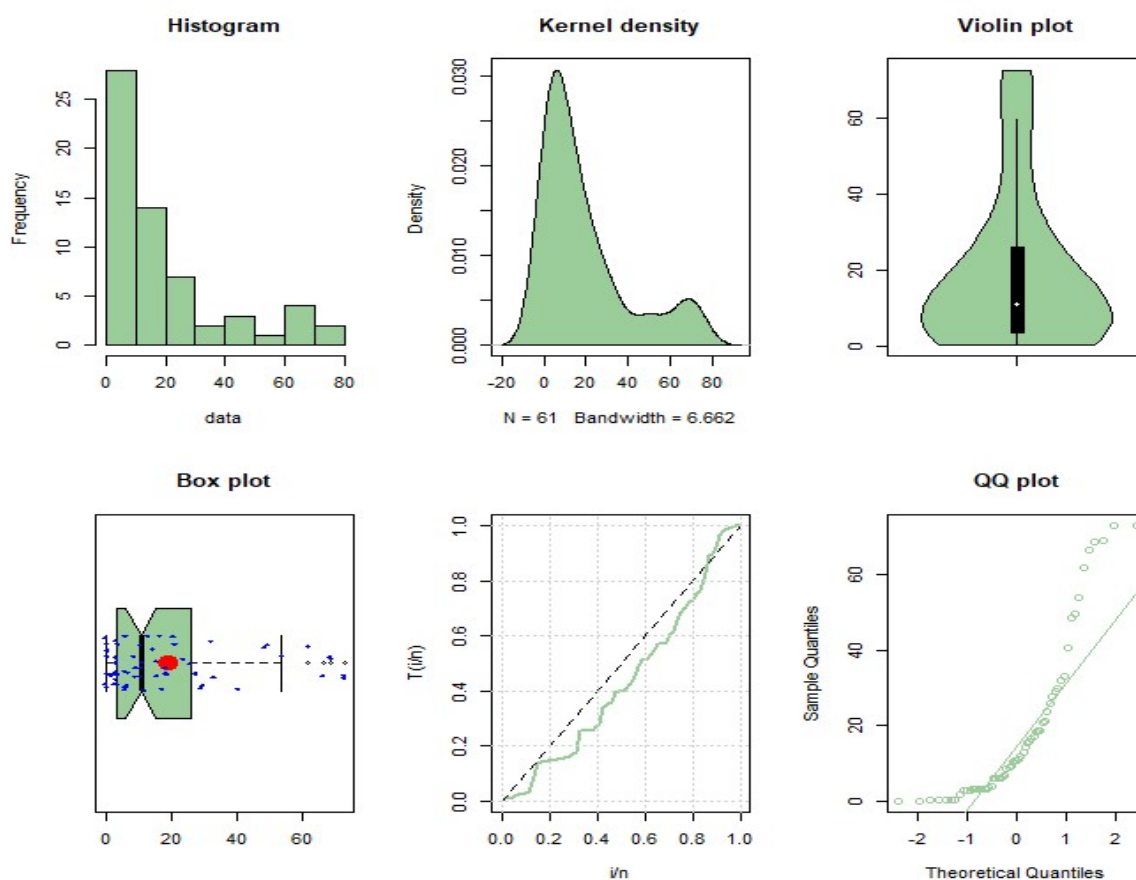 Histogram
Frequency
0 5 10 15 20 25
0 20 40 60 80
data
Kernel density
Density
0.000 0.010 0.020 0.030
-20 0 20 40 60 80
N = 61 Bandwidth = 6.662
Violin plot
0 20 40 60
Box plot
0 20 40 60
T(i/n)
0.0 0.2 0.4 0.6 0.8 1.0
0.0 0.2 0.4 0.6 0.8 1.0
i/n
QQ plot
Sample Quantiles
0 20 40 60
-2 -1 0 1 2
Theoretical Quantiles